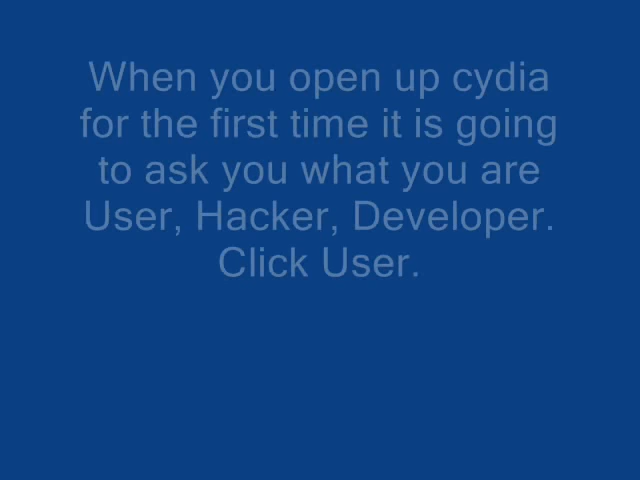 When you open up cydia
for the first time it is going
to ask you what you are
User, Hacker, Developer.
Click User.